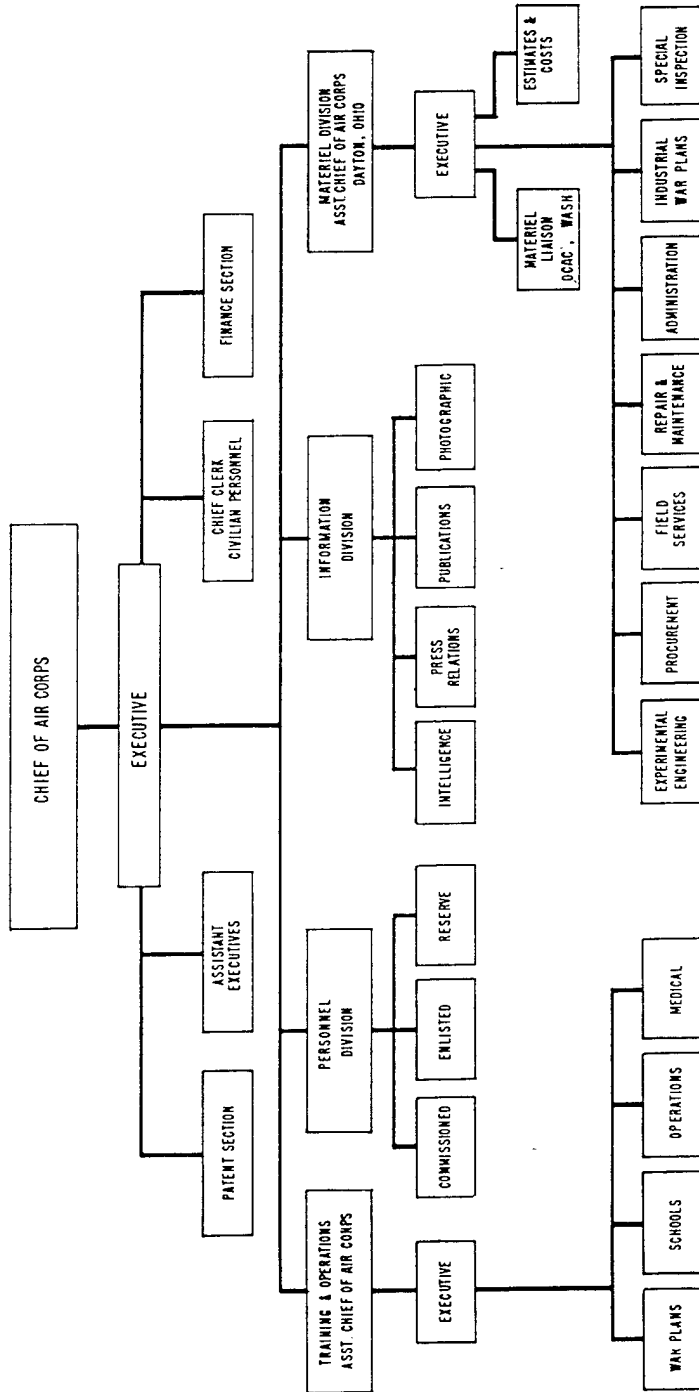 CHIEF OF AIR CORPS
EXECUTIVE
PATENT SECTION
ASSISTANT
EXECUTIVES
CHIEF CLERK
CIVILIAN PERSONNEL
FINANCE SECTION
TRAINING & OPERATIONS
ASST. CHIEF OF AIR CORPS
PERSONNEL
DIVISION
INFORMATION
DIVISION
MATERIEL DIVISION
ASST. CHIEF OF AIR CORPS
DAYTON, OHIO
EXECUTIVE
COMMISSIONED
ENLISTED
RESERVE
INTELLIGENCE
PRESS
RELATIONS
PUBLICATIONS
PHOTOGRAPHIC
EXECUTIVE
MATERIEL
LIAISON
OCAC, WASH
ESTIMATES &
COSTS
WAR PLANS
SCHOOLS
OPERATIONS
MEDICAL
EXPERIMENTAL
ENGINEERING
PROCUREMENT
FIELD
SERVICES
REPAIR &
MAINTENANCE
ADMINISTRATION
INDUSTRIAL
WAR PLANS
SPECIAL
INSPECTION